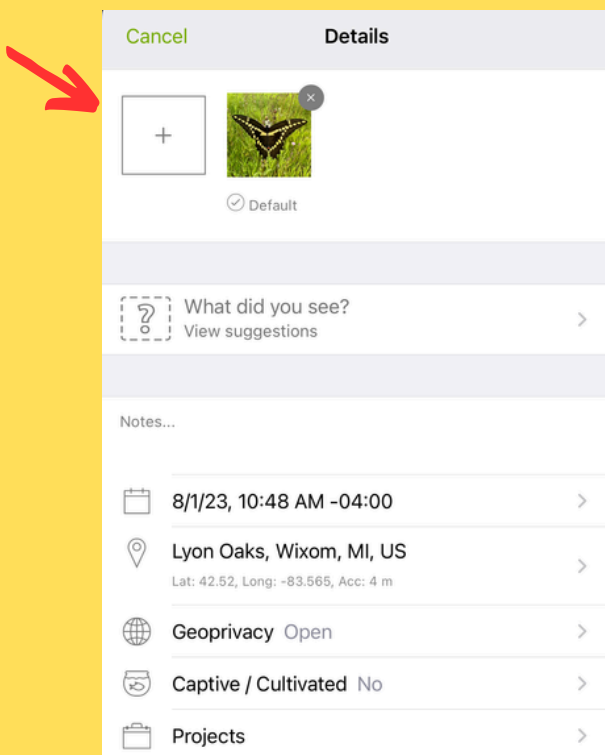 Cancel
Details
Default
What did you see?
View suggestions
Notes...
8/1/23, 10:48 AM -04:00
Lyon Oaks, Wixom, MI, US
Lat: 42.52, Long: -83.565, Acc: 4 m
Geoprivacy Open
Captive / Cultivated No
Projects